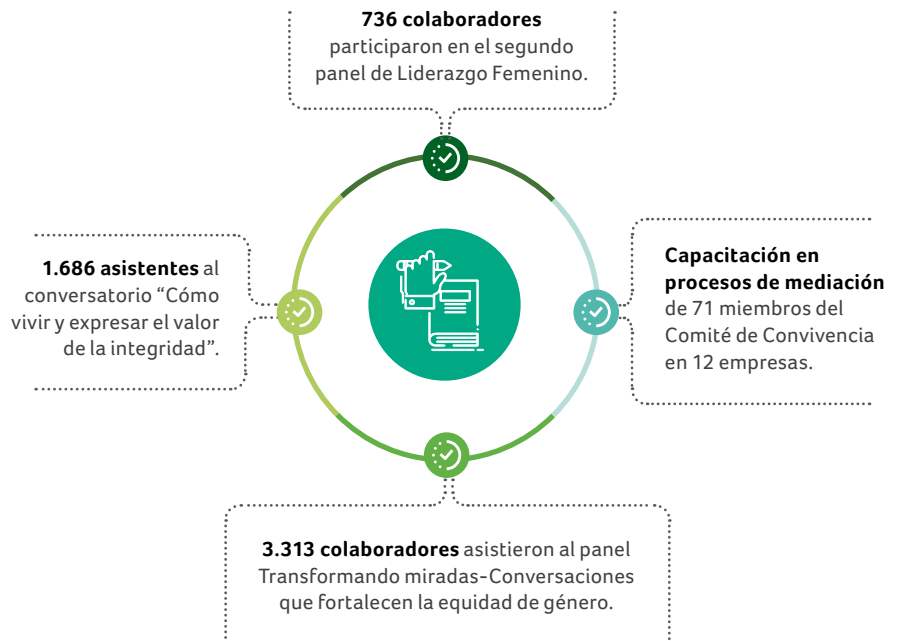 736 colaboradores
participaron en el segundo
panel de Liderazgo Femenino.
1.686 asistentes al
conversatorio “Cómo
vivir y expresar el valor
de la integridad”.
Capacitación en
procesos de mediación
de 71 miembros del
Comité de Convivencia
en 12 empresas.
3.313 colaboradores asistieron al panel
Transformando miradas-Conversaciones
que fortalecen la equidad de género.